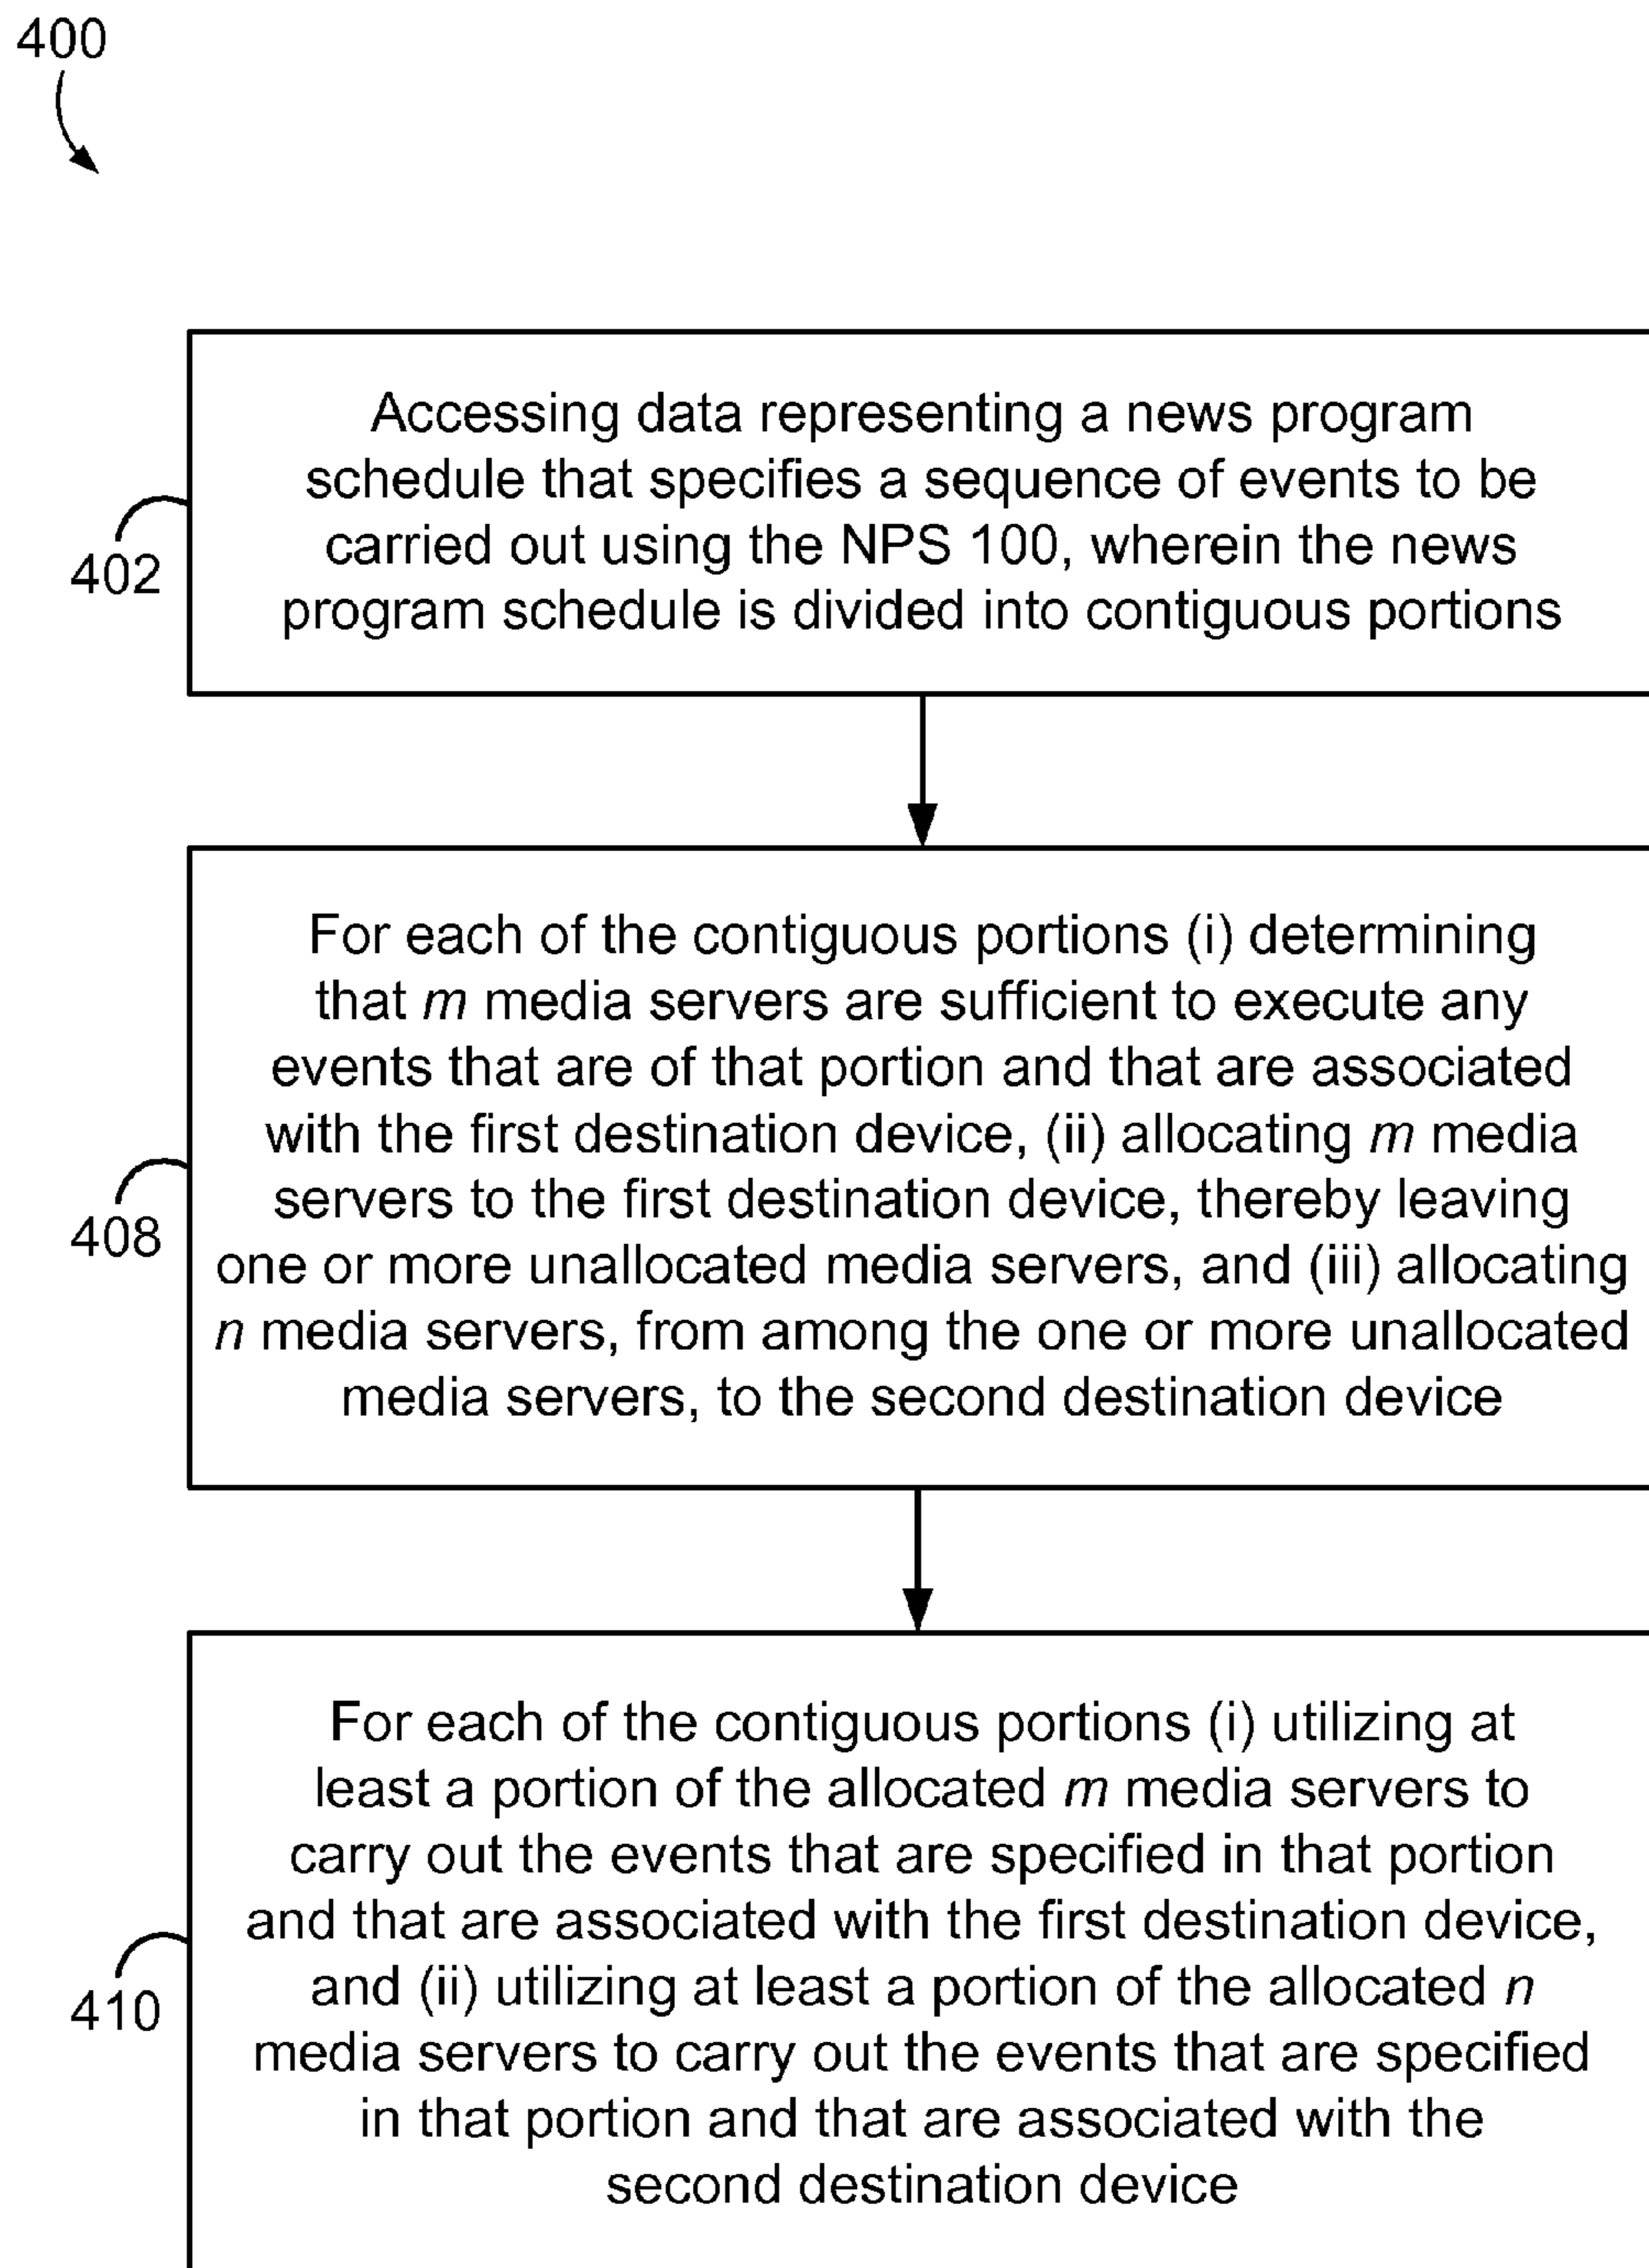 400
Accessing data representing a news program
schedule that specifies a sequence of events to be
carried out using the NPS 100, wherein the news
program schedule is divided into contiguous portions
402
For each of the contiguous portions (i) determining
that m media servers are sufficient to execute any
events that are of that portion and that are associated
with the first destination device, (ii) allocating m media
servers to the first destination device, thereby leaving
one or more unallocated media servers, and (iii) allocating
n media servers, from among the one or more unallocated
media servers, to the second destination device
408
For each of the contiguous portions (i) utilizing at
least a portion of the allocated m media servers to
carry out the events that are specified in that portion
and that are associated with the first destination device,
and (ii) utilizing at least a portion of the allocated n
media servers to carry out the events that are specified
in that portion and that are associated with the
second destination device
410